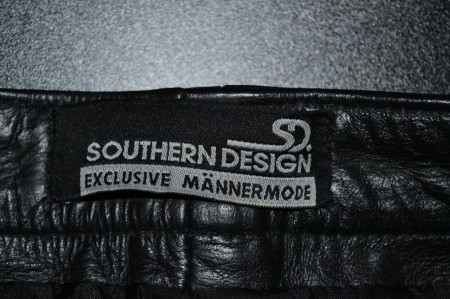 SD.
SOUTHERN DESIGN
EXCLUSIVE MÄNNERMODE